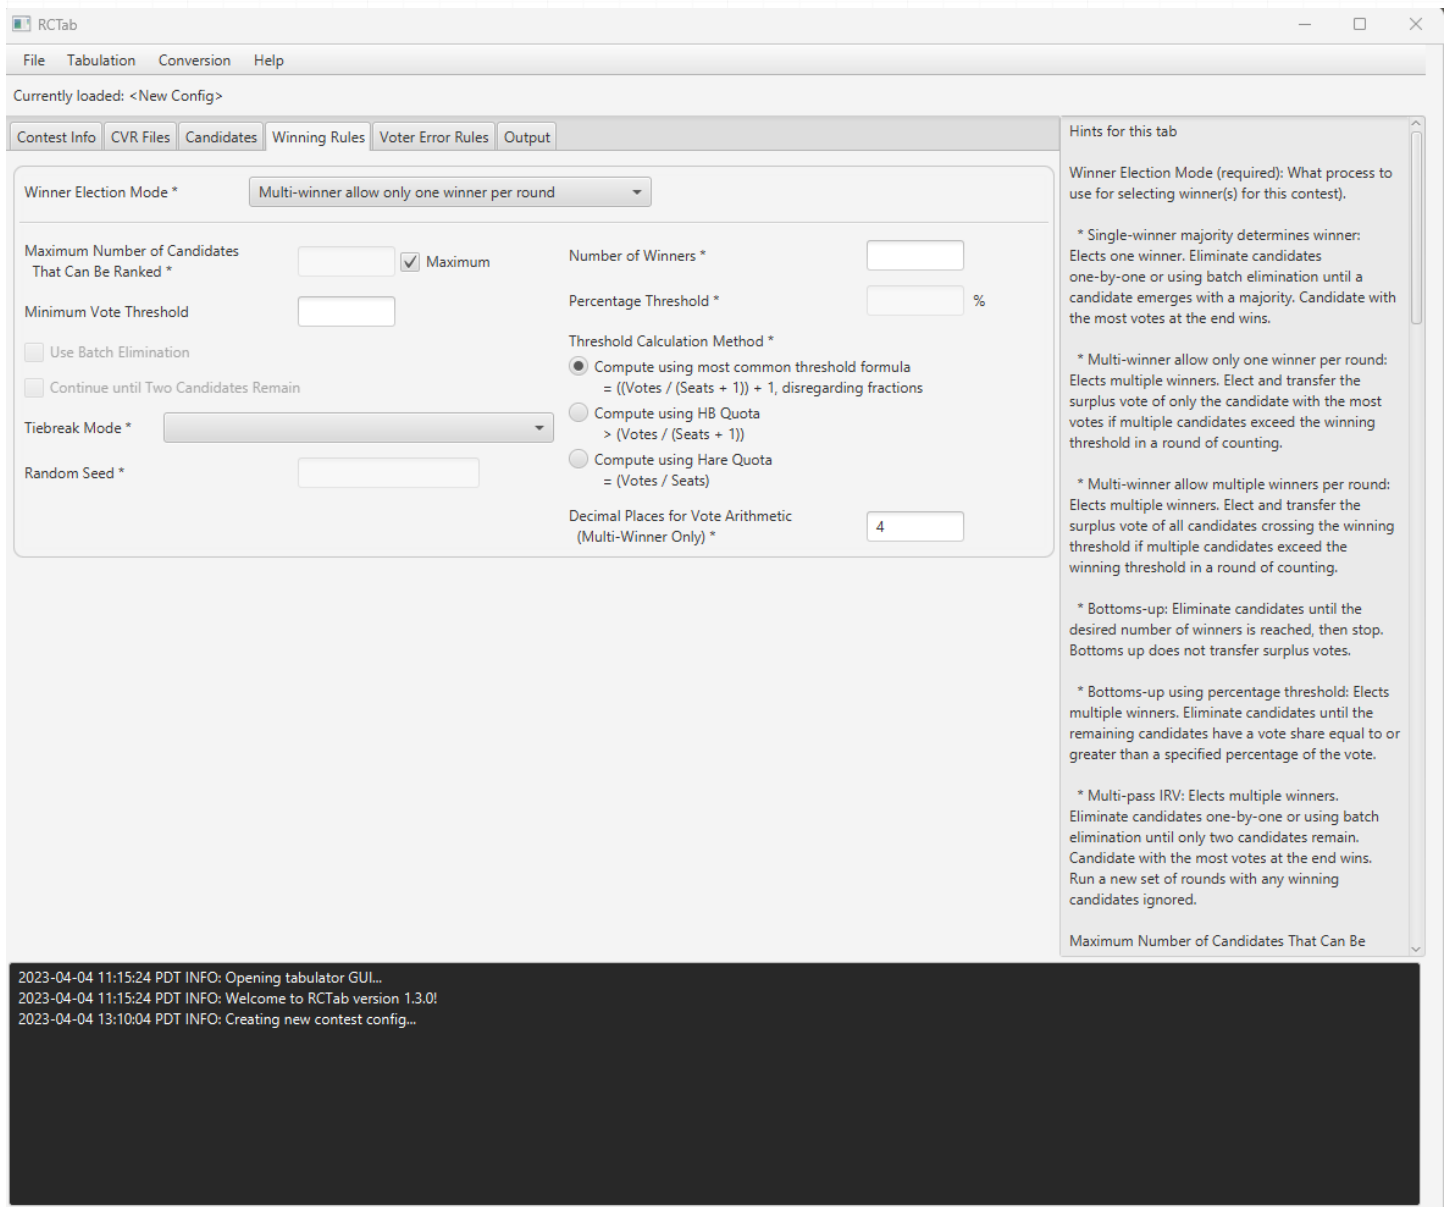 RCTab
File Tabulation Conversion Help
Currently loaded: <New Config>
Contest Info CVR Files Candidates Winning Rules Voter Error Rules Output
Winner Election Mode * Multi-winner allow only one winner per round
Maximum Number of Candidates
That Can Be Ranked *
Maximum
Minimum Vote Threshold
Use Batch Elimination
Continue until Two Candidates Remain
Tiebreak Mode *
Random Seed *
Number of Winners *
Percentage Threshold * %
Threshold Calculation Method *
Compute using most common threshold formula
= ((Votes / (Seats + 1)) + 1, disregarding fractions
Compute using HB Quota
> (Votes / (Seats + 1))
Compute using Hare Quota
= (Votes / Seats)
Decimal Places for Vote Arithmetic
(Multi-Winner Only) *
4
Hints for this tab
Winner Election Mode (required): What process to
use for selecting winner(s) for this contest).
* Single-winner majority determines winner:
Elects one winner. Eliminate candidates
one-by-one or using batch elimination until a
candidate emerges with a majority. Candidate with
the most votes at the end wins.
* Multi-winner allow only one winner per round:
Elects multiple winners. Elect and transfer the
surplus vote of only the candidate with the most
votes if multiple candidates exceed the winning
threshold in a round of counting.
* Multi-winner allow multiple winners per round:
Elects multiple winners. Elect and transfer the
surplus vote of all candidates crossing the winning
threshold if multiple candidates exceed the
winning threshold in a round of counting.
* Bottoms-up: Eliminate candidates until the
desired number of winners is reached, then stop.
Bottoms up does not transfer surplus votes.
* Bottoms-up using percentage threshold: Elects
multiple winners. Eliminate candidates until the
remaining candidates have a vote share equal to or
greater than a specified percentage of the vote.
* Multi-pass IRV: Elects multiple winners.
Eliminate candidates one-by-one or using batch
elimination until only two candidates remain.
Candidate with the most votes at the end wins.
Run a new set of rounds with any winning
candidates ignored.
Maximum Number of Candidates That Can Be
2023-04-04 11:15:24 PDT INFO: Opening tabulator GUI...
2023-04-04 11:15:24 PDT INFO: Welcome to RCTab version 1.3.0!
2023-04-04 13:10:04 PDT INFO: Creating new contest config...